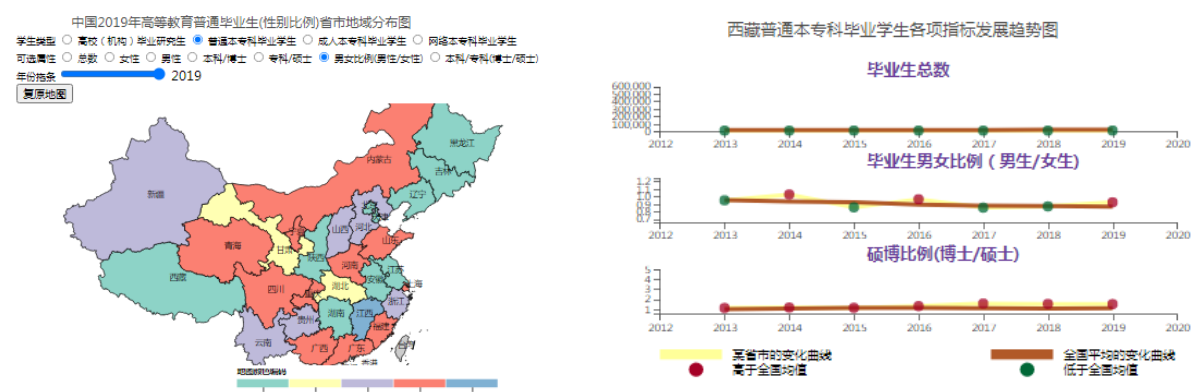 中国2019年高等教育普通毕业生(性别比例)省市地域分布图
学生类型 高校（机构）毕业研究生 普通本专科毕业学生 成人本专科毕业学生 网络本专科毕业学生
可选属性 总数 女性 男性 本科/博士 专科/硕士 男女比例(男性/女性) 本科/专科(博士/硕士)
年份拖条 2019
复原地图
黑龙江
内蒙古
吉林
新疆
辽宁
山西
河北
宁夏
青海
甘肃
山东
陕西
河南
西藏
江苏
安徽
上海
四川
湖北
浙江
湖南
江西
贵州
福建
云南
广西
广东
台湾
香港
西藏普通本专科毕业学生各项指标发展趋势图
毕业生总数
600,000
500,000
400,000
300,000
200,000
100,000
0
2012 2013 2014 2015 2016 2017 2018 2019 2020
毕业生男女比例（男生/女生)
1.2
1.1
1.0
0.9
0.8
0.7
2012 2013 2014 2015 2016 2017 2018 2019 2020
硕博比例(博士/硕士)
5
4
3
2
1
2012 2013 2014 2015 2016 2017 2018 2019 2020
某省市的变化曲线 全国平均的变化曲线
高于全国均值 低于全国均值